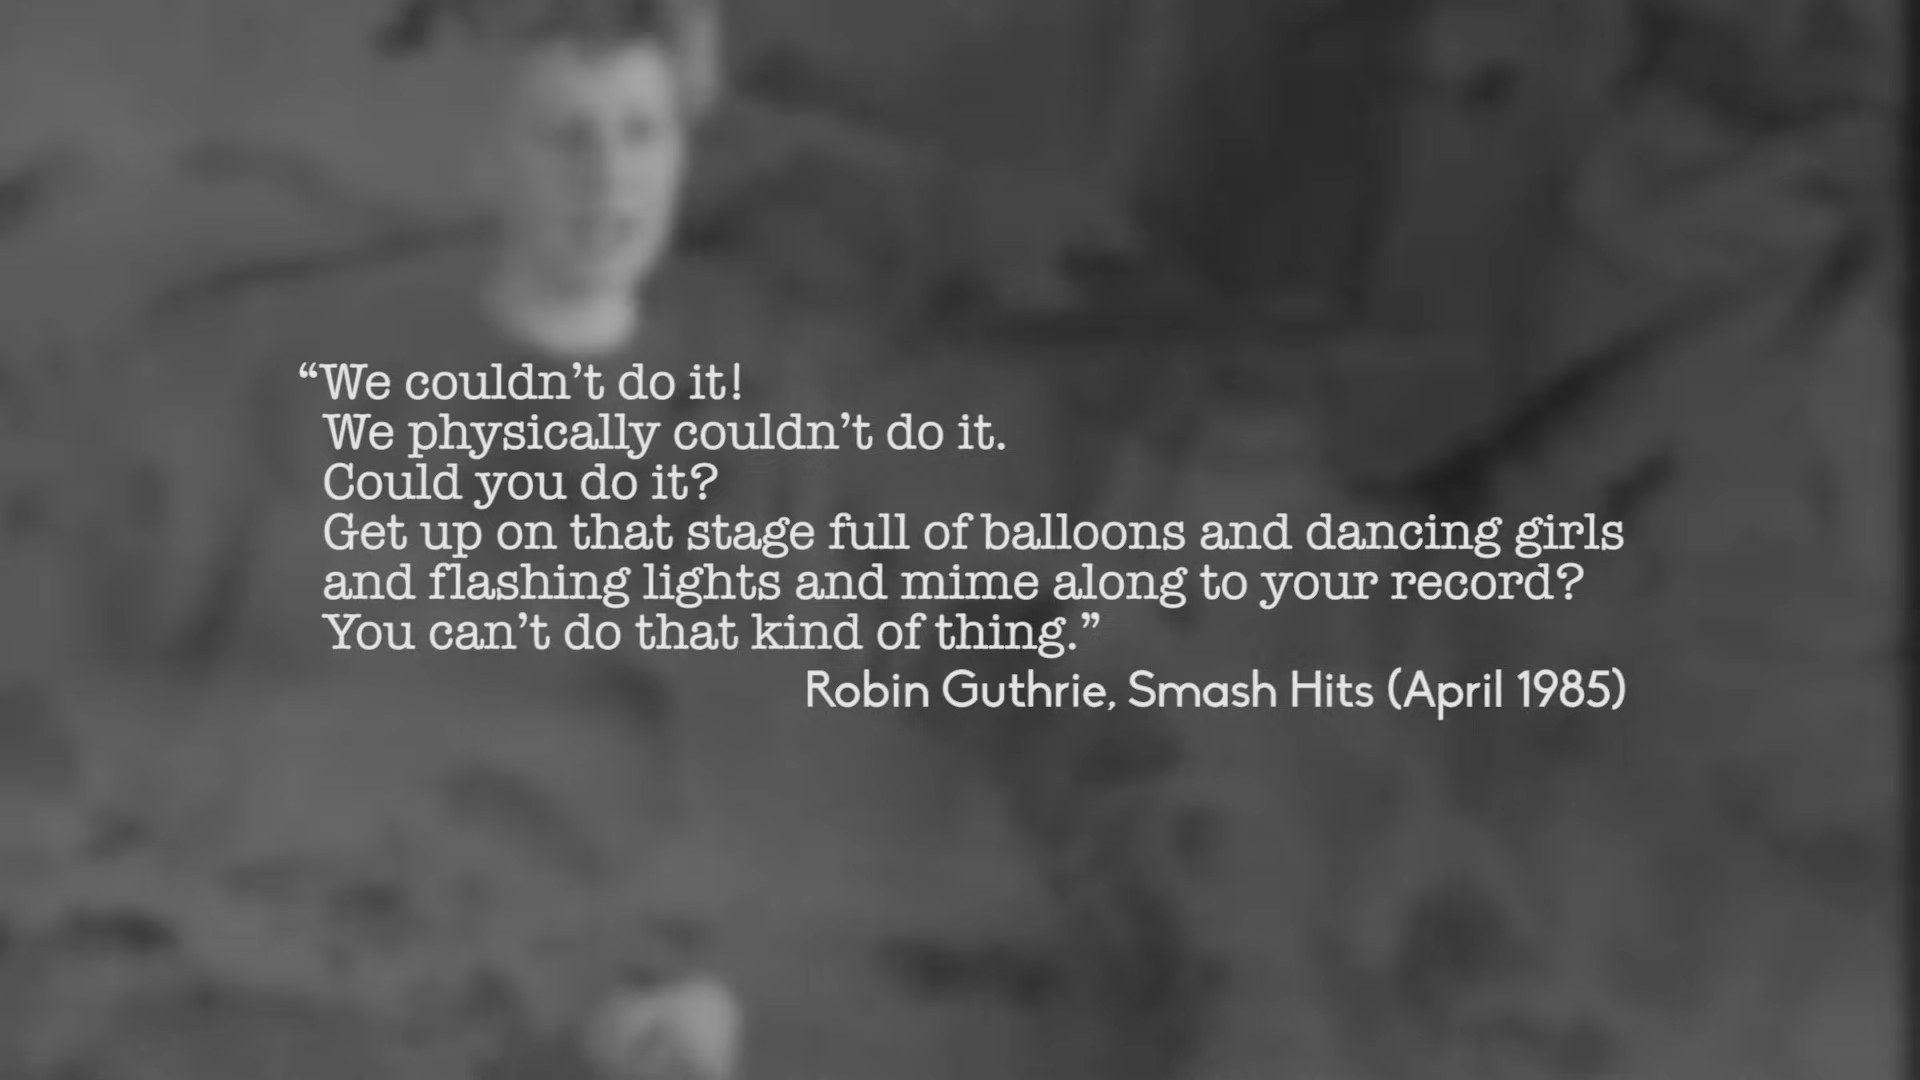 “We couldn’t do it!
We physically couldn’t do it.
Could you do it?
Get up on that stage full of balloons and dancing girls
and flashing lights and mime along to your record?
You can’t do that kind of thing.”
Robin Guthrie, Smash Hits (April 1985)